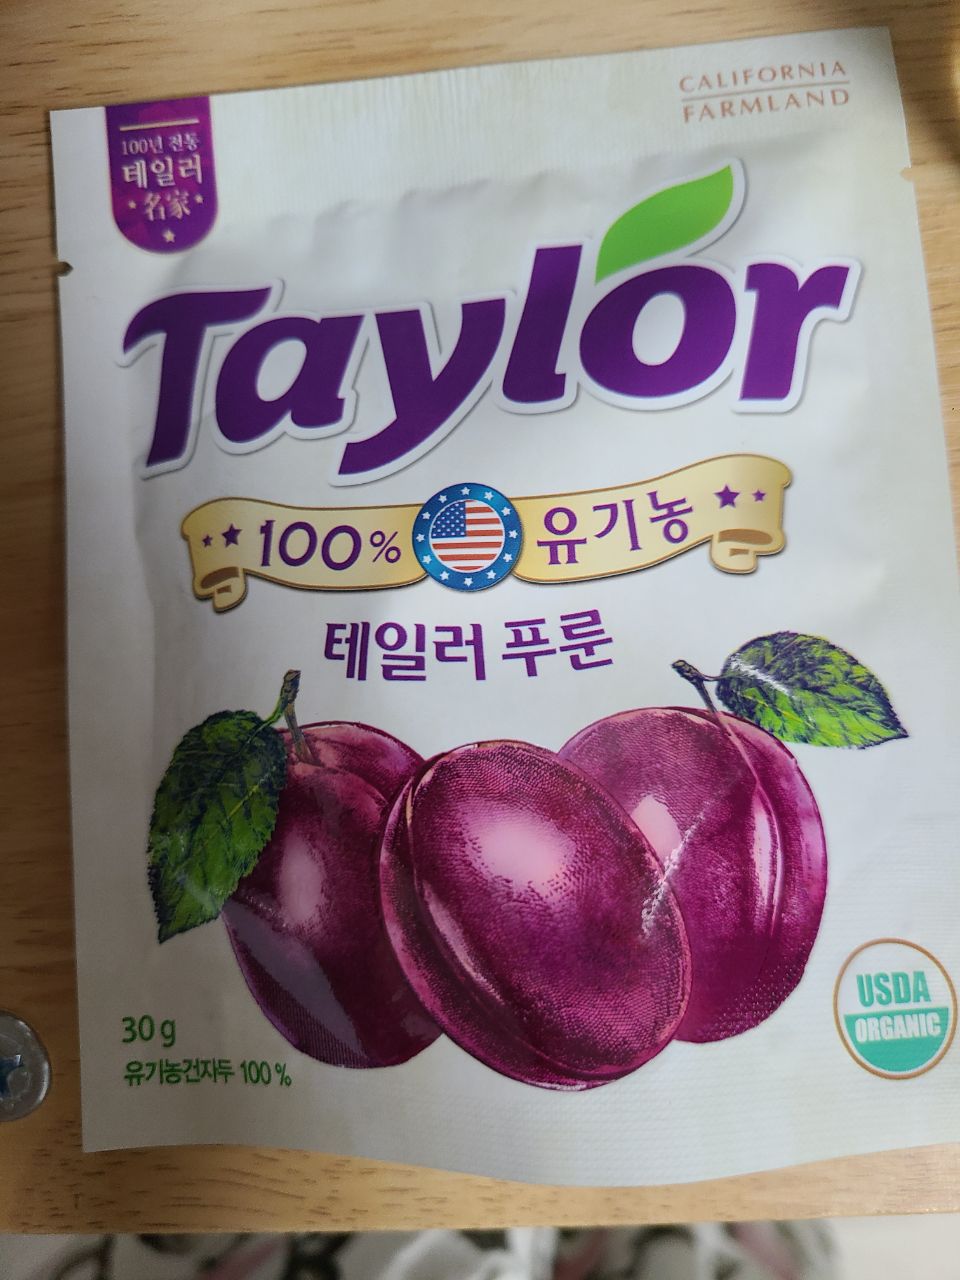 100년 전통
테일러
名家
CALIFORNIA
FARMLAND
Taylor
100% 유기농
테일러 푸룬
30 g
유기농건자두 100 %
USDA
ORGANIC